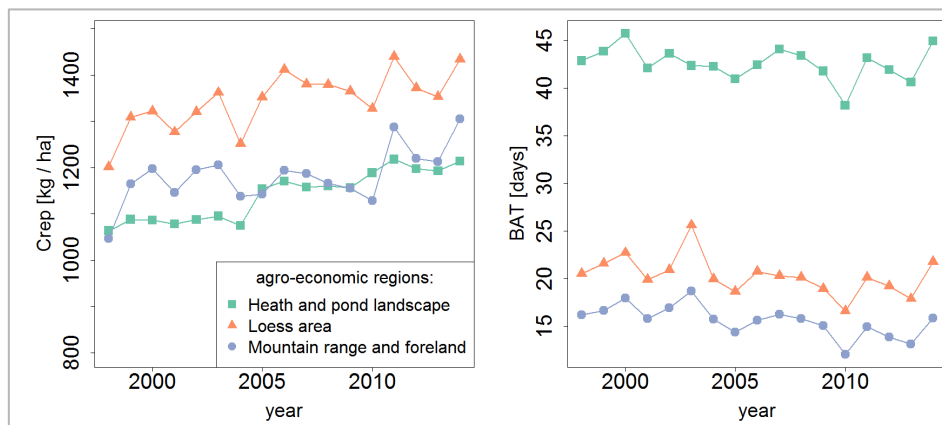 Crep [kg / ha]
1400
1200
1000
800
agro-economic regions:
Heath and pond landscape
Loess area
Mountain range and foreland
2000 2005 2010
year
BAT [days]
45
40
35
30
25
20
15
2000 2005 2010
year